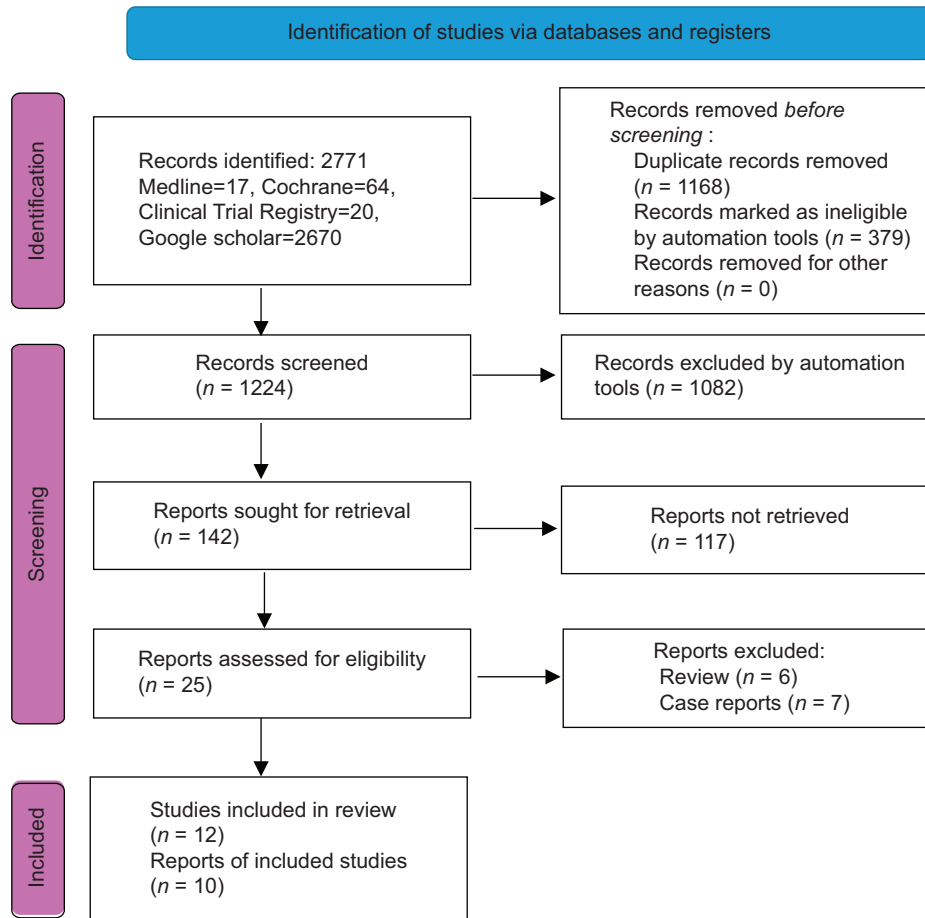 Identification of studies via databases and registers
Identification
Records identified: 2771
Medline=17, Cochrane=64,
Clinical Trial Registry=20,
Google scholar=2670
Records removed before
screening :
Duplicate records removed
(n = 1168)
Records marked as ineligible
by automation tools (n = 379)
Records removed for other
reasons (n = 0)
Screening
Records screened
(n = 1224)
Records excluded by automation
tools (n = 1082)
Reports sought for retrieval
(n = 142)
Reports not retrieved
(n = 117)
Reports assessed for eligibility
(n = 25)
Reports excluded:
Review (n = 6)
Case reports (n = 7)
Included
Studies included in review
(n = 12)
Reports of included studies
(n = 10)